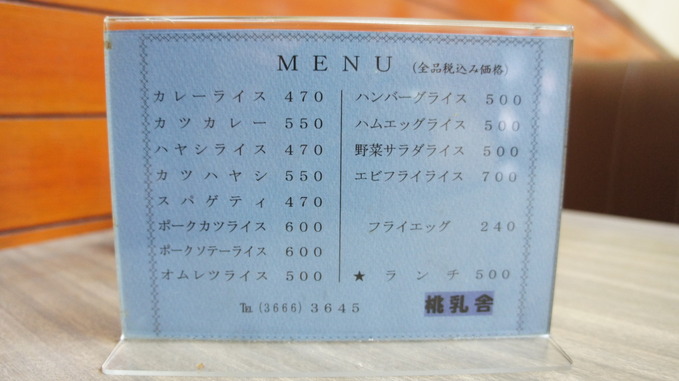 MENU (全品税込み価格)
カレーライス 470
カツカレー 550
ハヤシライス 470
カツハヤシ 550
スパゲティ 470
ポークカツライス 600
ポークソテーライス 600
オムレツライス 500
ハンバーグライス 500
ハムエッグライス 500
野菜サラダライス 500
エビフライライス 700
フライエッグ 240
★ ランチ 500
℡(3666)3645
桃乳舎